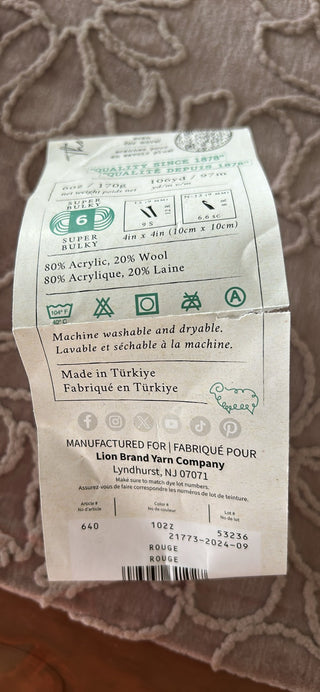 The
"QUALITY SINCE 1878"
"QUALITÉ DEPUIS 1878"
6oz / 170g 106yd / 97m
net weight poids net yd/m v/m
SUPER
BULKY
6
SUPER
BULKY
9 S
6,6 sc
4in x 4in (10cm x 10cm)
80% Acrylic, 20% Wool
80% Acrylique, 20% Laine
104° F
40° C
A
Machine washable and dryable.
Lavable et séchable à la machine.
Made in Türkiye
Fabriqué en Türkiye
MANUFACTURED FOR | FABRIQUÉ POUR
Lion Brand Yarn Company
Lyndhurst, NJ 07071
Make sure to match dye lot numbers.
Assurez-vous de faire correspondre les numéros de lot de teinture.
Article # Color # Lot #
No d'article No de couleur No de lot
640 102Z 53236
21773-2024-09
ROUGE
ROUGE